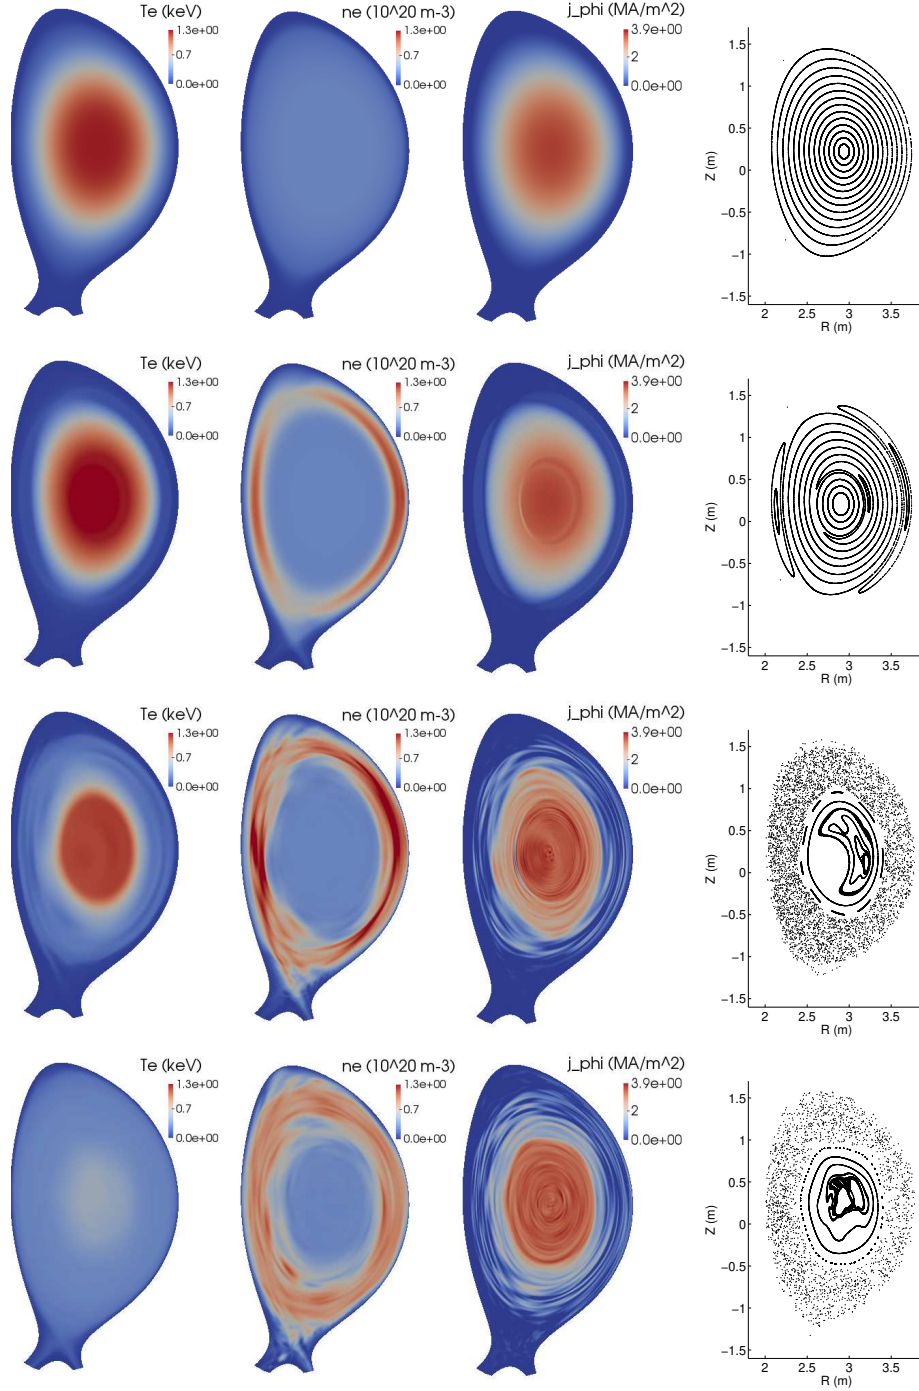 Te (keV)
1.3e+00
0.7
0.0e+00
ne (10^20 m-3)
1.3e+00
0.7
0.0e+00
j_phi (MA/m^2)
3.9e+00
2
0.0e+00
1.5
1
0.5
0
−0.5
−1
−1.5
Z (m)
2 2.5 3 3.5
R (m)
Te (keV)
1.3e+00
0.7
0.0e+00
ne (10^20 m-3)
1.3e+00
0.7
0.0e+00
j_phi (MA/m^2)
3.9e+00
2
0.0e+00
1.5
1
0.5
0
−0.5
−1
−1.5
Z (m)
2 2.5 3 3.5
R (m)
Te (keV)
1.3e+00
0.7
0.0e+00
ne (10^20 m-3)
1.3e+00
0.7
0.0e+00
j_phi (MA/m^2)
3.9e+00
2
0.0e+00
1.5
1
0.5
0
−0.5
−1
−1.5
Z (m)
2 2.5 3 3.5
R (m)
Te (keV)
1.3e+00
0.7
0.0e+00
ne (10^20 m-3)
1.3e+00
0.7
0.0e+00
j_phi (MA/m^2)
3.9e+00
2
0.0e+00
1.5
1
0.5
0
−0.5
−1
−1.5
Z (m)
2 2.5 3 3.5
R (m)